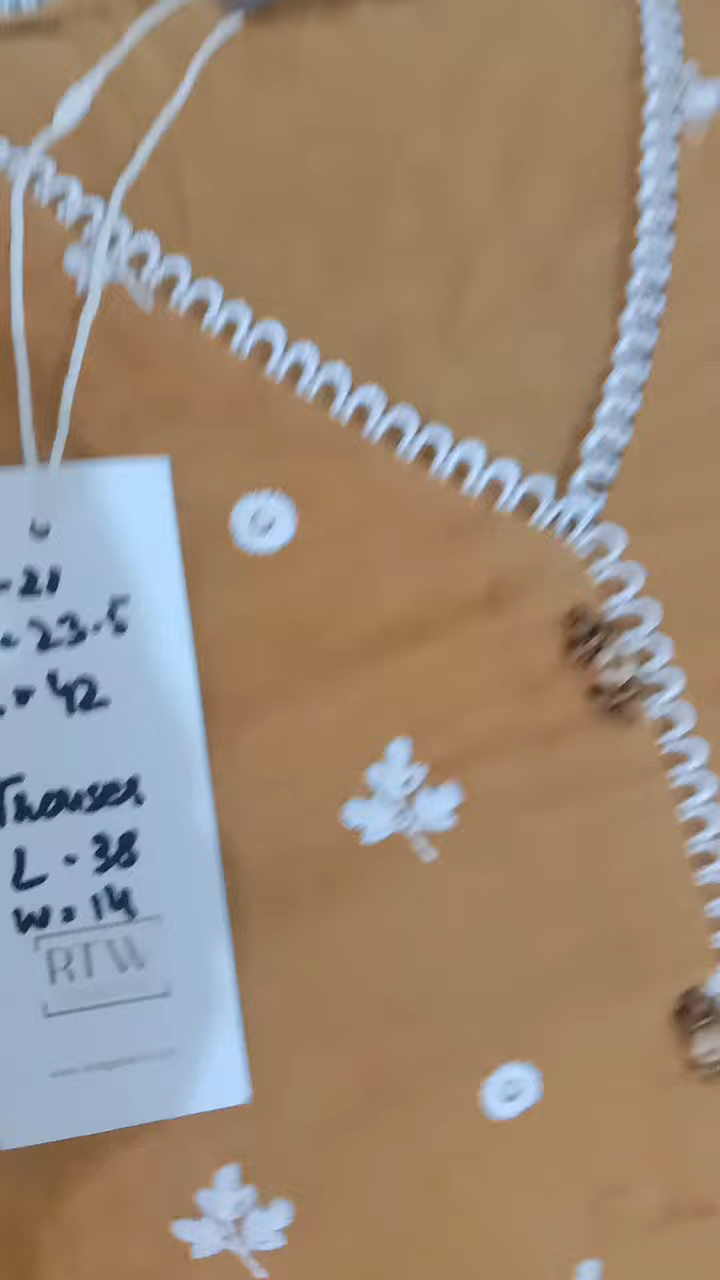 -21
- 23.5
. = 42
Trouser
L - 38
W = 14
RTW